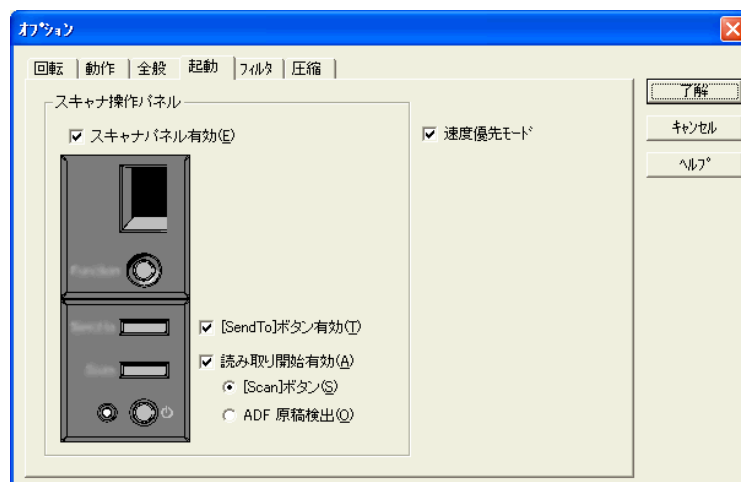 ｵﾌﾟｼｮﾝ
回転 動作 全般 起動 ﾌｨﾙﾀ 圧縮
スキャナ操作パネル
スキャナパネル有効(E)
速度優先ﾓｰﾄﾞ
了解
ｷｬﾝｾﾙ
ﾍﾙﾌﾟ
Function
SendTo
[SendTo]ボタン有効(T)
Scan
読み取り開始有効(A)
[Scan]ボタン(S)
ADF 原稿検出(O)